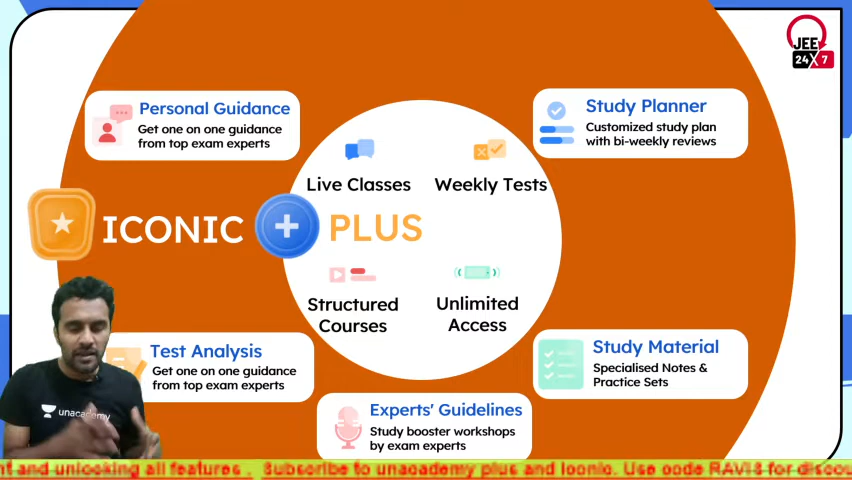 JEE
24X7
Personal Guidance
Get one on one guidance
from top exam experts
Study Planner
Customized study plan
with bi-weekly reviews
Live Classes
Weekly Tests
ICONIC
PLUS
Structured
Courses
Unlimited
Access
Test Analysis
Get one on one guidance
from top exam experts
Study Material
Specialised Notes &
Practice Sets
unacademy
Experts' Guidelines
Study booster workshops
by exam experts
and unlocking all features . Subscribe to unacademy plus and Iconic. Use code RAVIS for